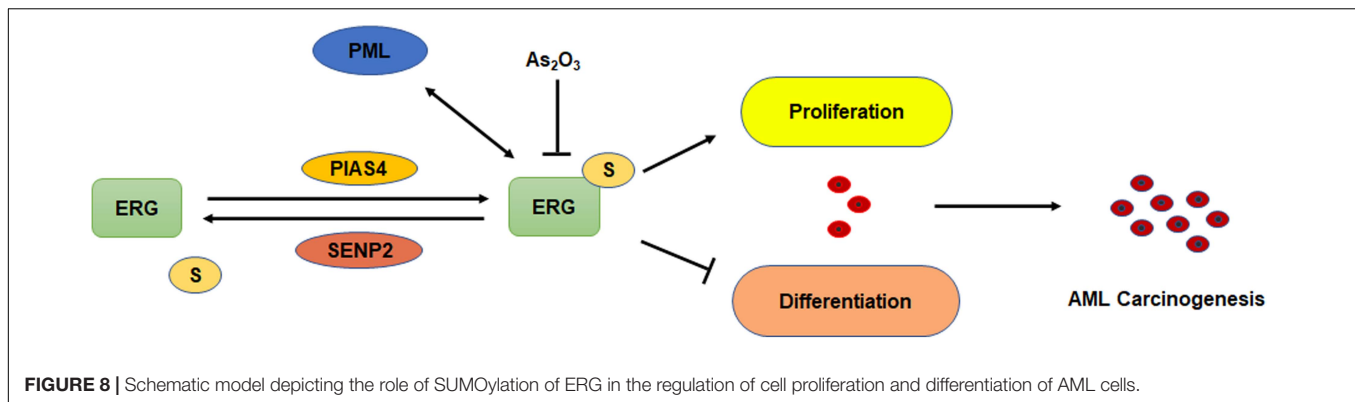 PML
As₂O₃
Proliferation
PIAS4
S
ERG
ERG
SENP2
S
Differentiation
AML Carcinogenesis
FIGURE 8 | Schematic model depicting the role of SUMOylation of ERG in the regulation of cell proliferation and differentiation of AML cells.